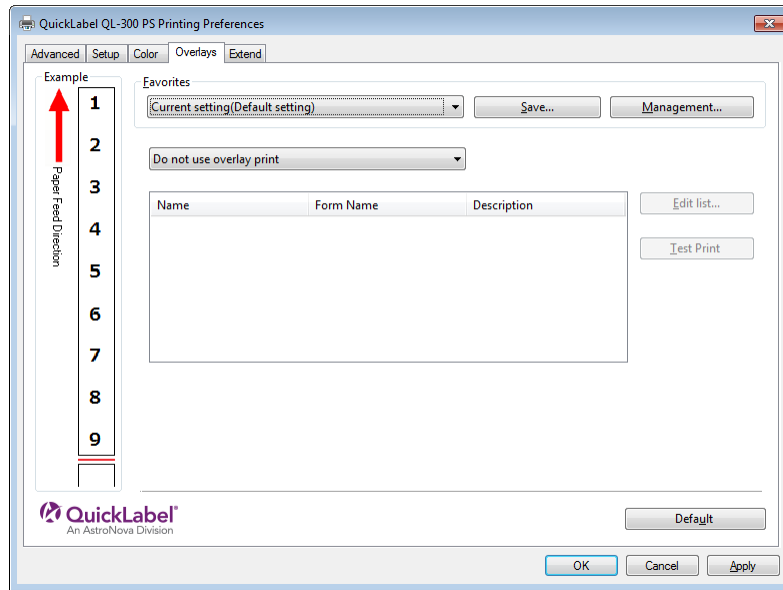 QuickLabel QL-300 PS Printing Preferences
Advanced Setup Color Overlays Extend
Example
Paper Feed Direction
1
2
3
4
5
6
7
8
9
Favorites
Current setting(Default setting)
Save...
Management...
Do not use overlay print
Name Form Name Description
Edit list...
Test Print
QuickLabel®
An AstroNova Division
Default
OK Cancel Apply